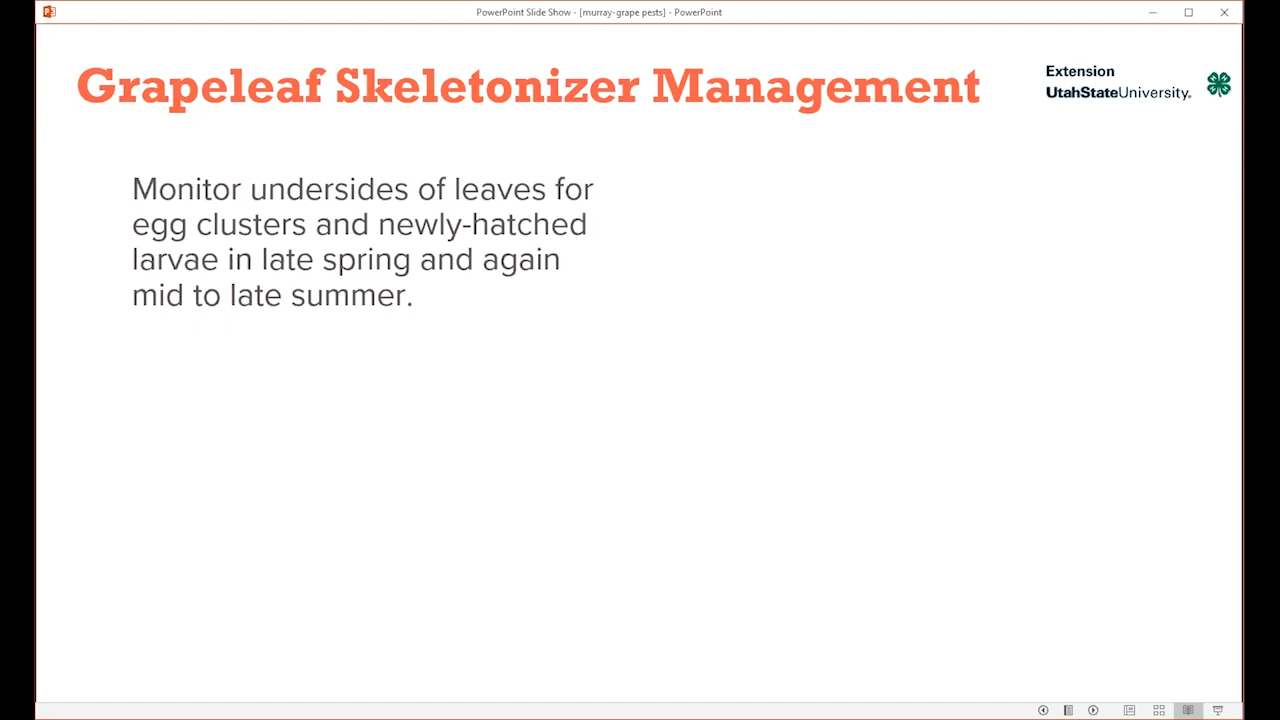 PowerPoint Slide Show - [murray-grape pests] - PowerPoint
Grapeleaf Skeletonizer Management
Extension
UtahStateUniversity.
Monitor undersides of leaves for
egg clusters and newly-hatched
larvae in late spring and again
mid to late summer.